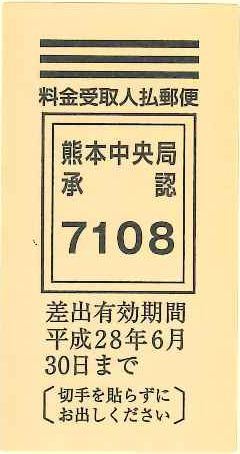 料金受取人払郵便
熊本中央局
承認
7108
差出有効期間
平成28年6月
30日まで
切手を貼らずに
お出しください